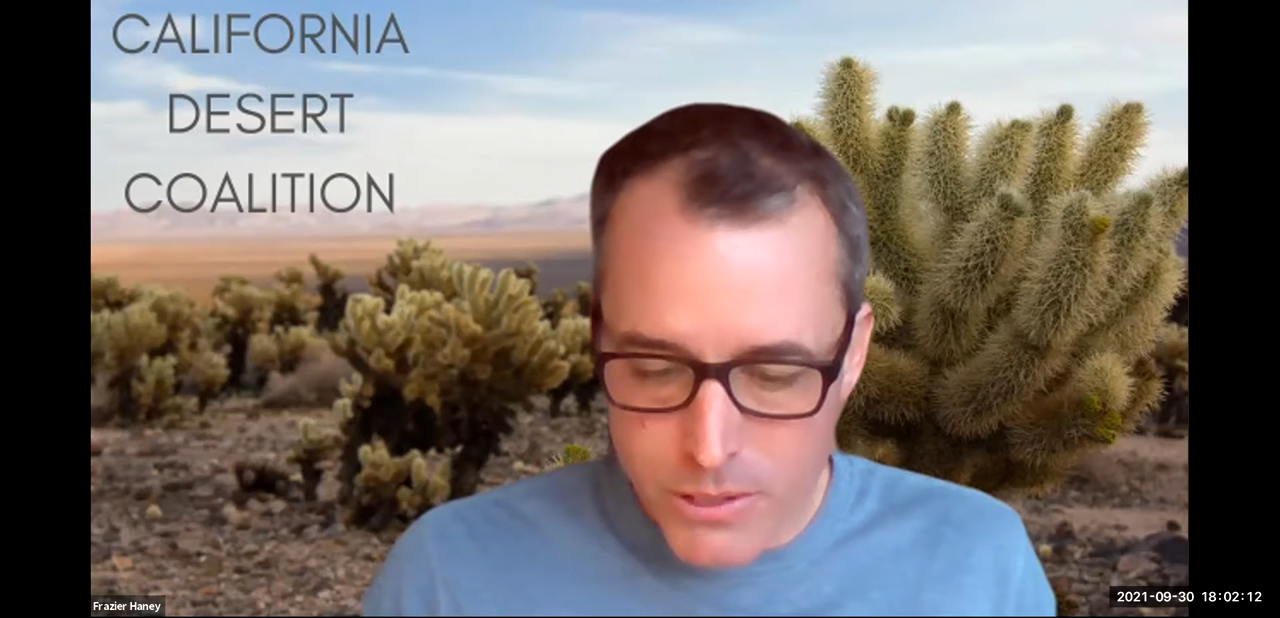 CALIFORNIA
DESERT
COALITION
Frazier Haney
2021-09-30 18:02:12